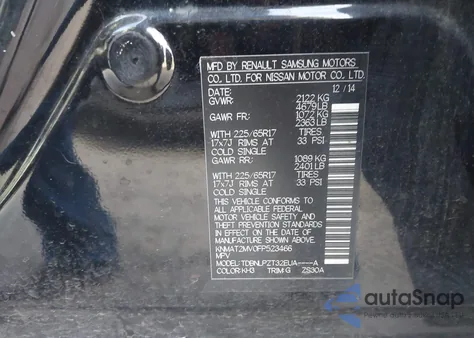 MFD BY RENAULT SAMSUNG MOTORS
CO., LTD. FOR NISSAN MOTOR CO., LTD.
DATE: 12/14
GVWR: 2122 KG
4679 LB
GAWR FR: 1072 KG
2363 LB
WITH 225/65R17 TIRES
17x7J RIMS AT 33 PSI
COLD SINGLE
GAWR RR: 1089 KG
2401 LB
WITH 225/65R17 TIRES
17x7J RIMS AT 33 PSI
COLD SINGLE
THIS VEHICLE CONFORMS TO
ALL APPLICABLE FEDERAL
MOTOR VEHICLE SAFETY AND
THEFT PREVENTION STANDARDS
IN EFFECT ON THE DATE OF
MANUFACTURE SHOWN ABOVE.
KNMAT2MV0FP523466
MPV
MODEL: TDBNLPZT32EUA----A
COLOR: KH3 TRIM: G ZS30A
autoSnap
VEHICLE HISTORY